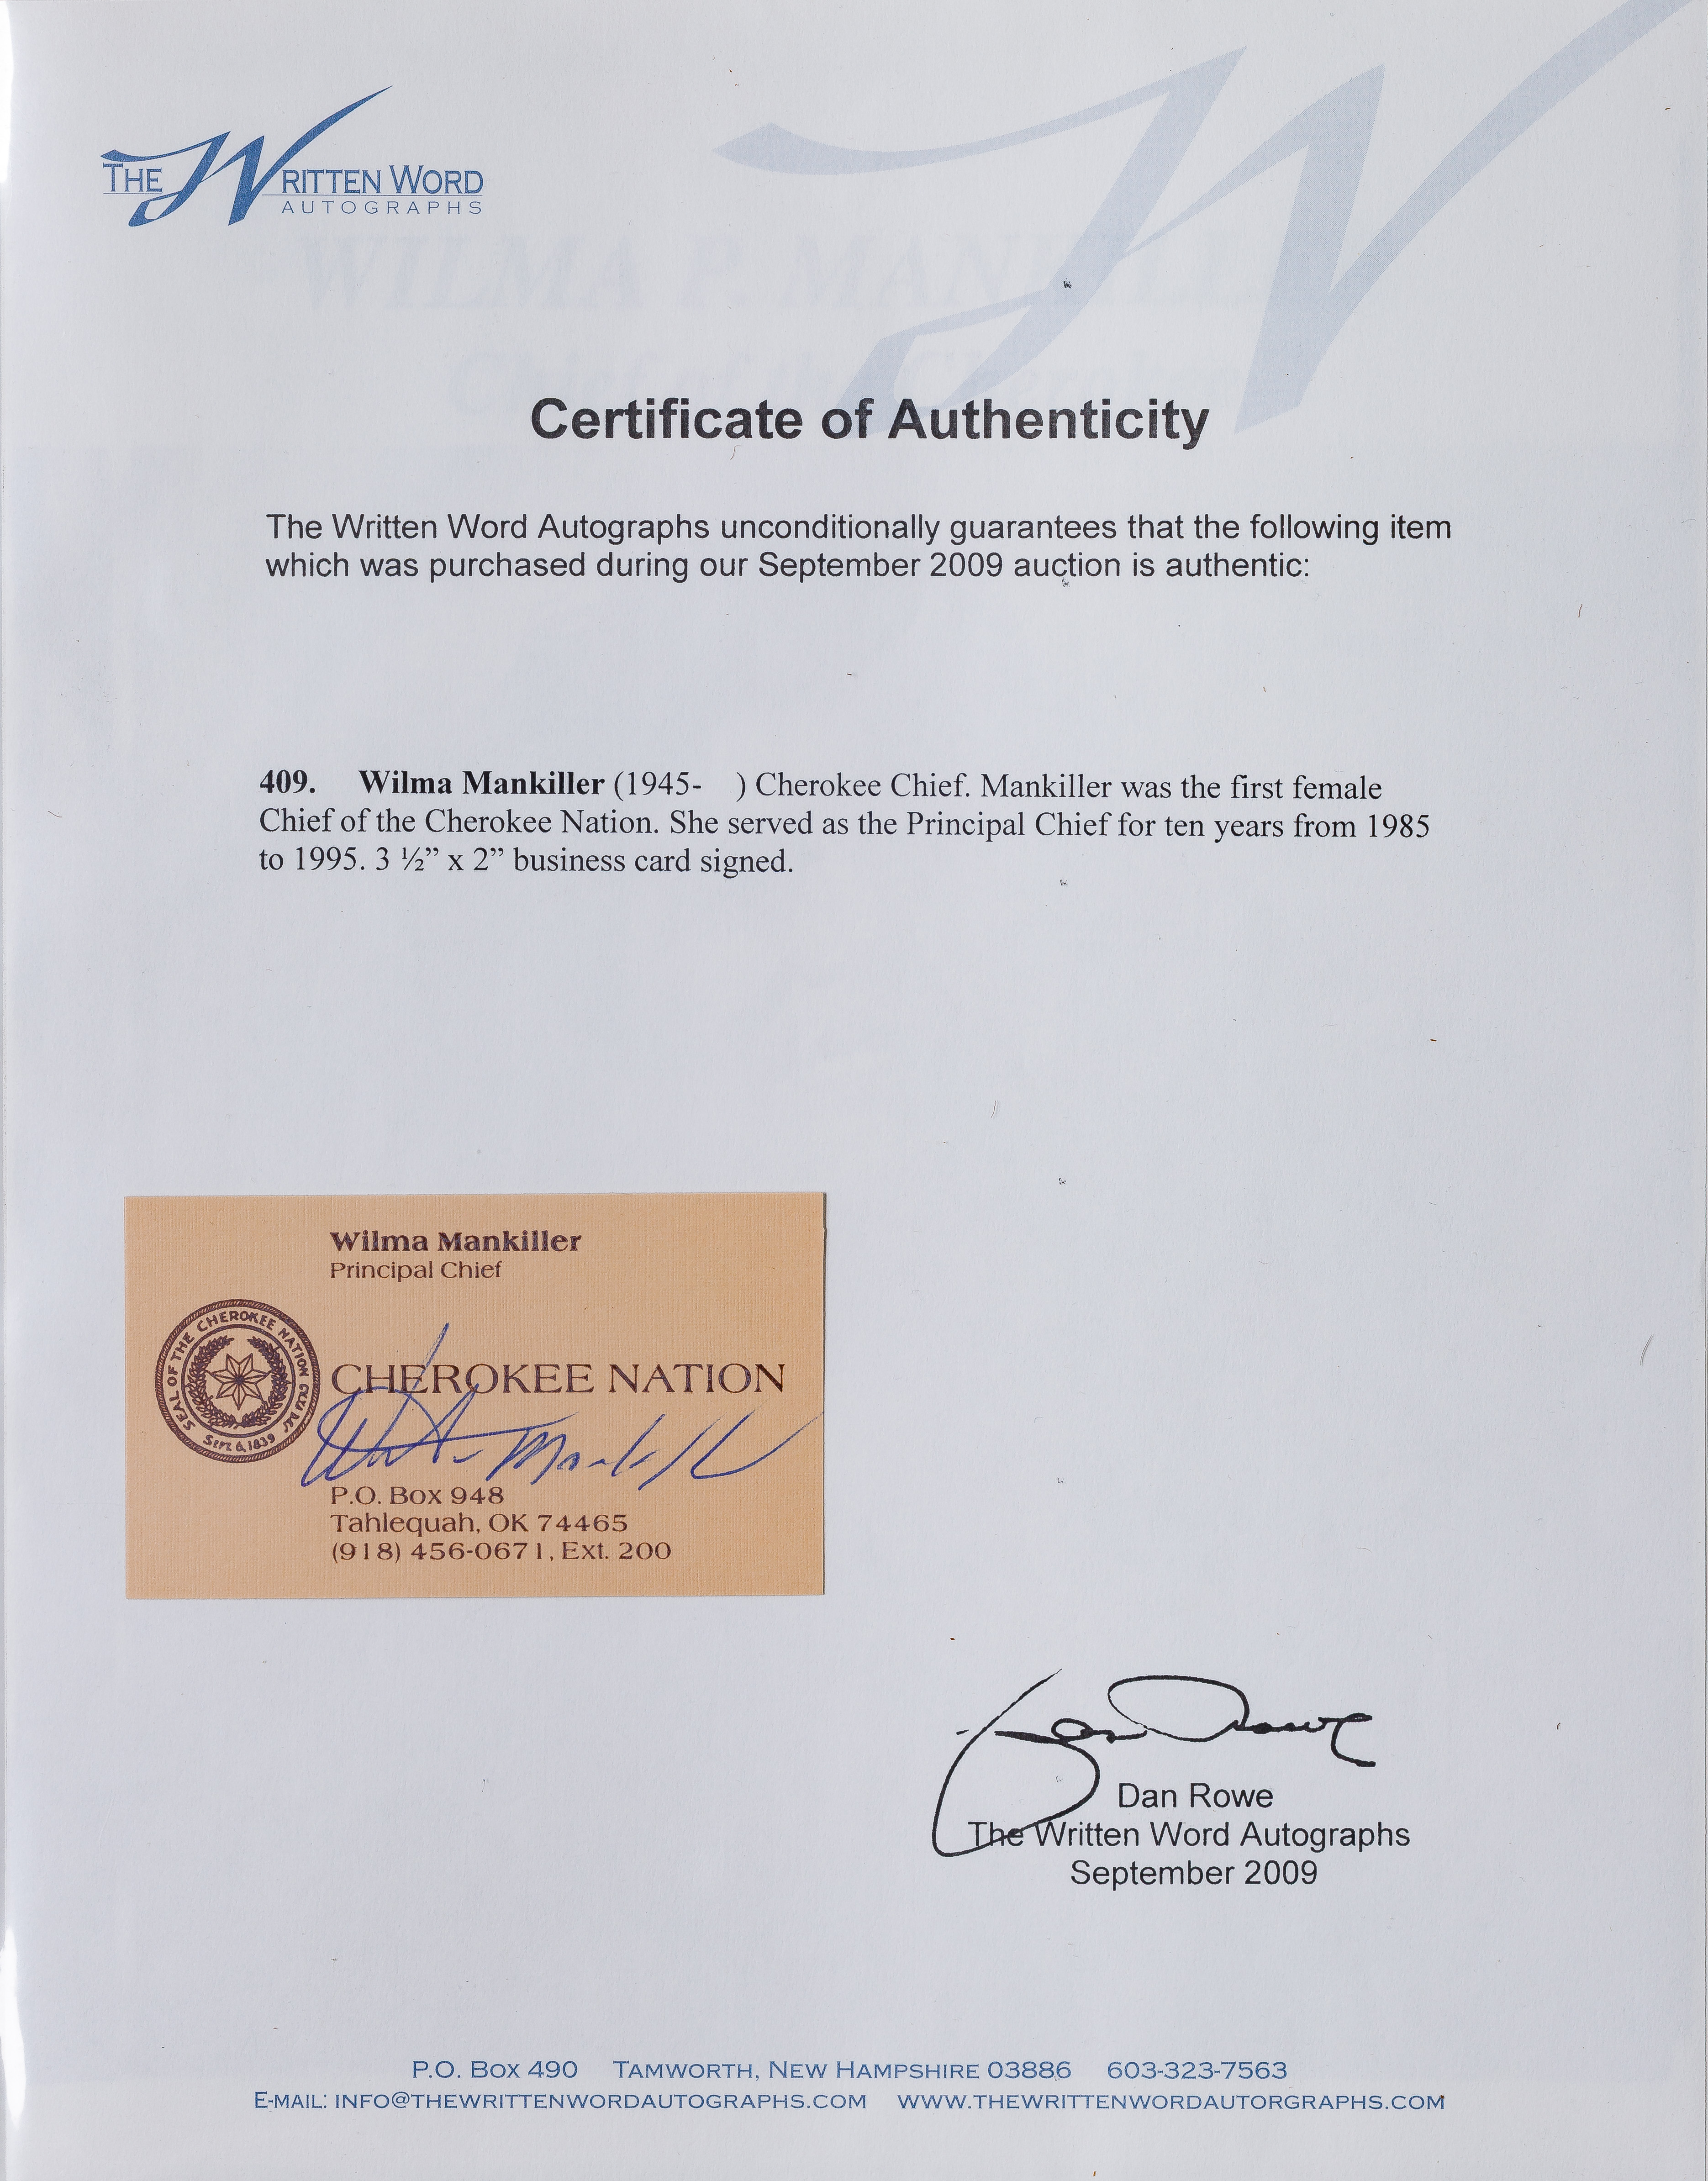 THE WRITTEN WORD
AUTOGRAPHS
Certificate of Authenticity
The Written Word Autographs unconditionally guarantees that the following item
which was purchased during our September 2009 auction is authentic:
409. Wilma Mankiller (1945- ) Cherokee Chief. Mankiller was the first female
Chief of the Cherokee Nation. She served as the Principal Chief for ten years from 1985
to 1995. 3 ½” x 2” business card signed.
Wilma Mankiller
Principal Chief
SEAL OF THE CHEROKEE NATION
SEPT. 6, 1839
CHEROKEE NATION
Wilma Mankiller
P.O. Box 948
Tahlequah, OK 74465
(918) 456-0671, Ext. 200
Dan Rowe
Dan Rowe
The Written Word Autographs
September 2009
P.O. BOX 490 TAMWORTH, NEW HAMPSHIRE 03886 603-323-7563
E-MAIL: INFO@THEWRITTENWORDAUTOGRAPHS.COM WWW.THEWRITTENWORDAUTORGRAPHS.COM